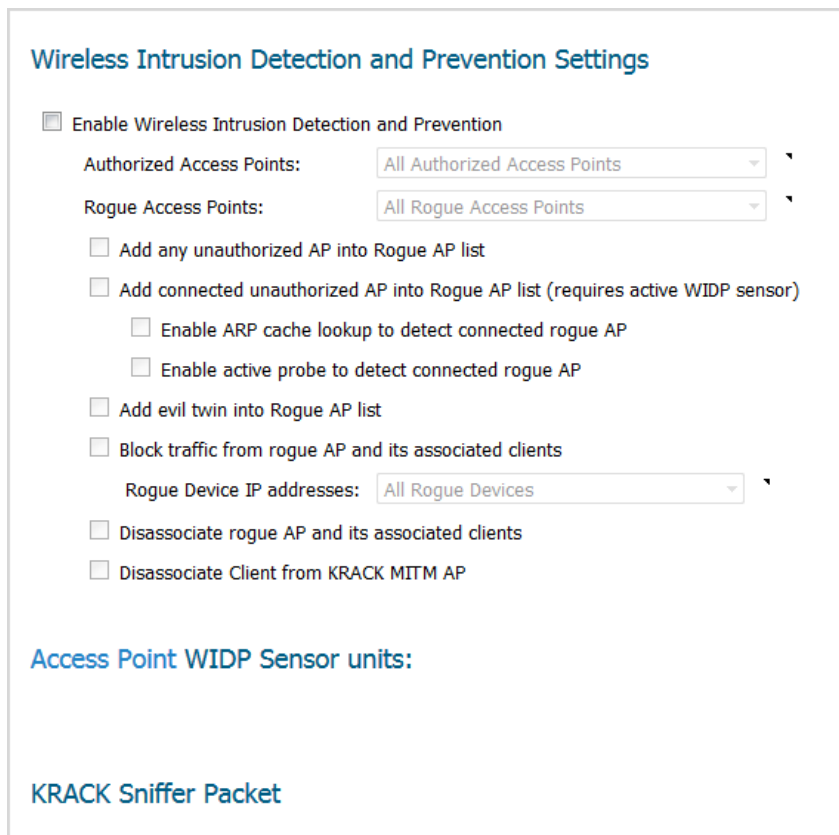 Wireless Intrusion Detection and Prevention Settings
Enable Wireless Intrusion Detection and Prevention
Authorized Access Points: All Authorized Access Points
Rogue Access Points: All Rogue Access Points
Add any unauthorized AP into Rogue AP list
Add connected unauthorized AP into Rogue AP list (requires active WIDP sensor)
Enable ARP cache lookup to detect connected rogue AP
Enable active probe to detect connected rogue AP
Add evil twin into Rogue AP list
Block traffic from rogue AP and its associated clients
Rogue Device IP addresses: All Rogue Devices
Disassociate rogue AP and its associated clients
Disassociate Client from KRACK MITM AP
Access Point WIDP Sensor units:
KRACK Sniffer Packet